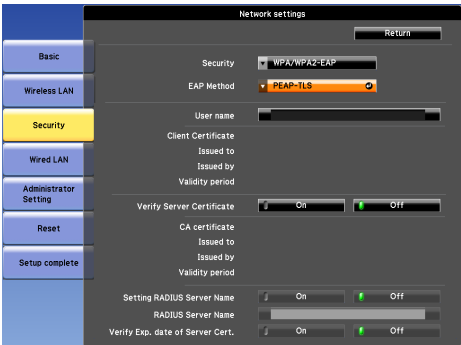 Network settings
Return
Basic
Wireless LAN
Security
Wired LAN
Administrator
Setting
Reset
Setup complete
Security WPA/WPA2-EAP
EAP Method PEAP-TLS
User name
Client Certificate
Issued to
Issued by
Validity period
Verify Server Certificate On Off
CA certificate
Issued to
Issued by
Validity period
Setting RADIUS Server Name On Off
RADIUS Server Name
Verify Exp. date of Server Cert. On Off